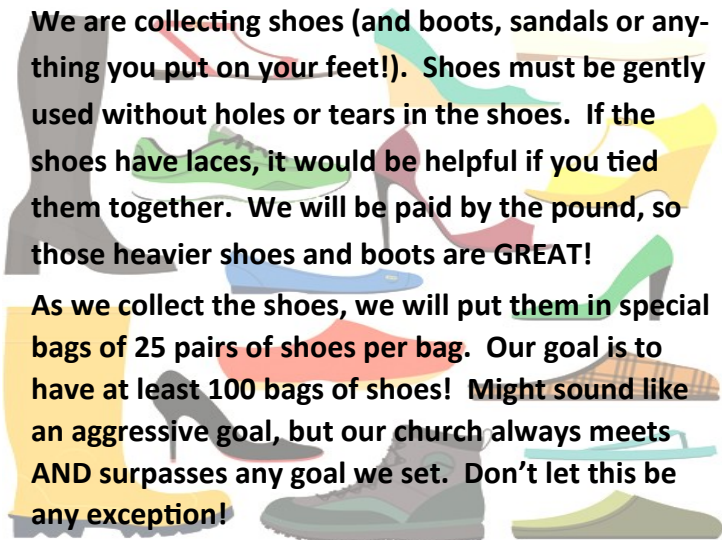 We are collecting shoes (and boots, sandals or any-
thing you put on your feet!).  Shoes must be gently
used without holes or tears in the shoes.  If the
shoes have laces, it would be helpful if you tied
them together.  We will be paid by the pound, so
those heavier shoes and boots are GREAT!
As we collect the shoes, we will put them in special
bags of 25 pairs of shoes per bag.  Our goal is to
have at least 100 bags of shoes!  Might sound like
an aggressive goal, but our church always meets
AND surpasses any goal we set.  Don’t let this be
any exception!